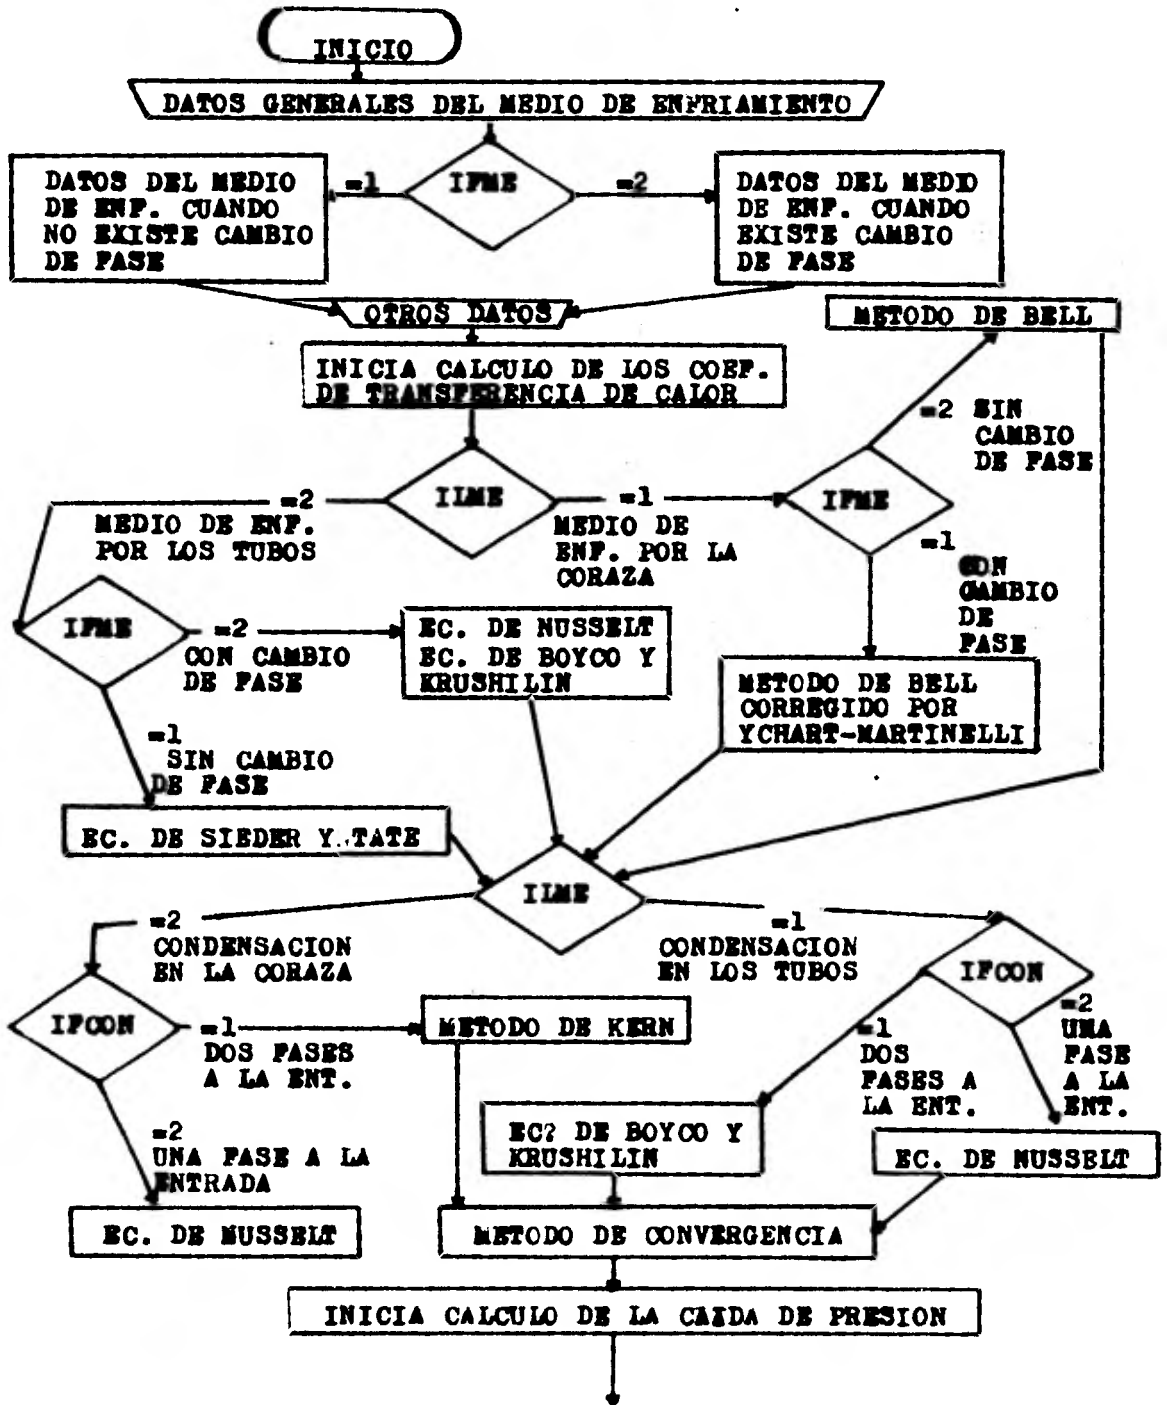 INICIO
DATOS GENERALES DEL MEDIO DE ENFRIAMIENTO
IFME
=1
=2
DATOS DEL MEDIO
DE ENF. CUANDO
NO EXISTE CAMBIO
DE FASE
DATOS DEL MEDIO
DE ENF. CUANDO
EXISTE CAMBIO
DE FASE
OTROS DATOS
METODO DE BELL
INICIA CALCULO DE LOS COEF.
DE TRANSFERENCIA DE CALOR
=2 SIN
CAMBIO
DE FASE
ILME
=2
MEDIO DE ENF.
POR LOS TUBOS
=1
MEDIO DE
ENF. POR LA
CORAZA
IFME
=1
CON
CAMBIO
DE
FASE
IFME
=2
CON CAMBIO
DE FASE
EC. DE NUSSELT
EC. DE BOYCO Y
KRUSHILIN
METODO DE BELL
CORREGIDO POR
YCHART-MARTINELLI
=1
SIN CAMBIO
DE FASE
EC. DE SIEDER Y TATE
ILME
=2
CONDENSACION
EN LA CORAZA
=1
CONDENSACION
EN LOS TUBOS
IFCON
IFCON
=1
DOS FASES
A LA ENT.
METODO DE KERN
=1
DOS
FASES A
LA ENT.
=2
UNA
FASE
A LA
ENT.
=2
UNA FASE A LA
ENTRADA
EC? DE BOYCO Y
KRUSHILIN
EC. DE NUSSELT
EC. DE NUSSELT
METODO DE CONVERGENCIA
INICIA CALCULO DE LA CAIDA DE PRESION